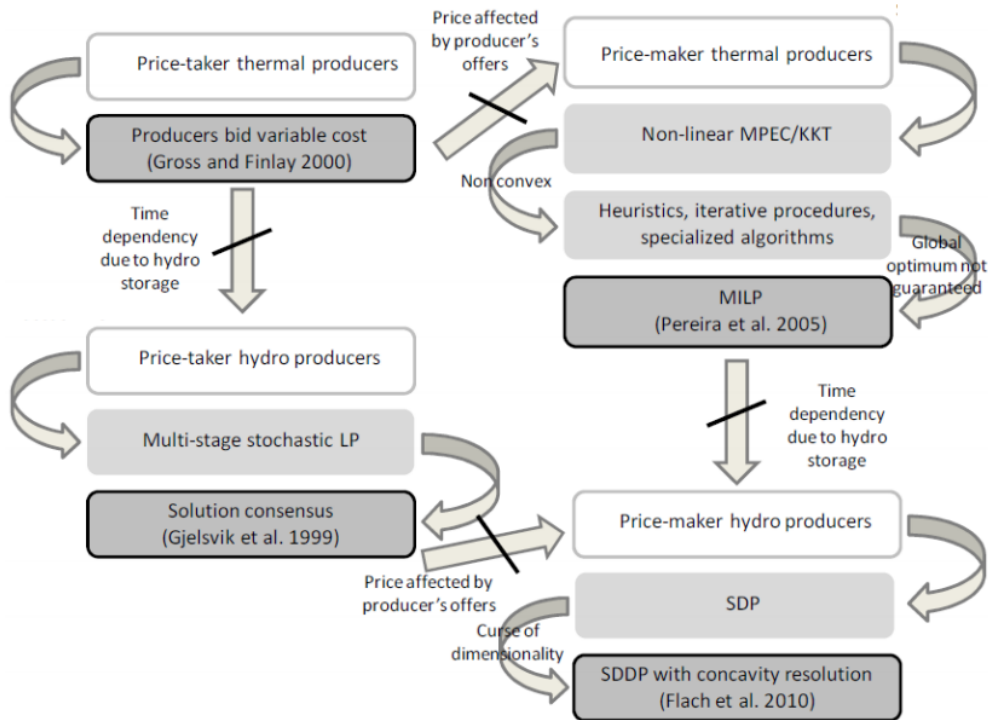 Price-taker thermal producers
Producers bid variable cost
(Gross and Finlay 2000)
Price affected
by producer's
offers
Price-maker thermal producers
Non-linear MPEC/KKT
Non convex
Heuristics, iterative procedures,
specialized algorithms
Global
optimum not
guaranteed
MILP
(Pereira et al. 2005)
Time
dependency
due to hydro
storage
Time
dependency
due to hydro
storage
Price-taker hydro producers
Multi-stage stochastic LP
Solution consensus
(Gjelsvik et al. 1999)
Price affected by
producer's offers
Price-maker hydro producers
SDP
Curse of
dimensionality
SDDP with concavity resolution
(Flach et al. 2010)